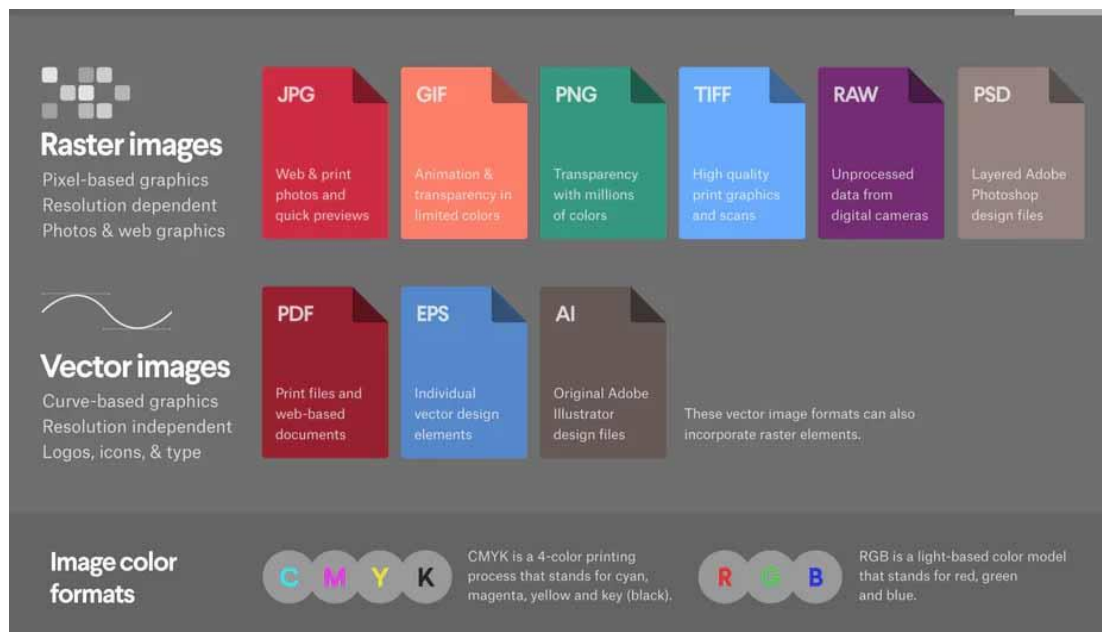 Raster images
Pixel-based graphics
Resolution dependent
Photos & web graphics
JPG
Web & print
photos and
quick previews
GIF
Animation &
transparency in
limited colors
PNG
Transparency
with millions
of colors
TIFF
High quality
print graphics
and scans
RAW
Unprocessed
data from
digital cameras
PSD
Layered Adobe
Photoshop
design files
Vector images
Curve-based graphics
Resolution independent
Logos, icons, & type
PDF
Print files and
web-based
documents
EPS
Individual
vector design
elements
AI
Original Adobe
Illustrator
design files
These vector image formats can also
incorporate raster elements.
Image color
formats
C M Y K
CMYK is a 4-color printing
process that stands for cyan,
magenta, yellow and key (black).
R G B
RGB is a light-based color model
that stands for red, green
and blue.